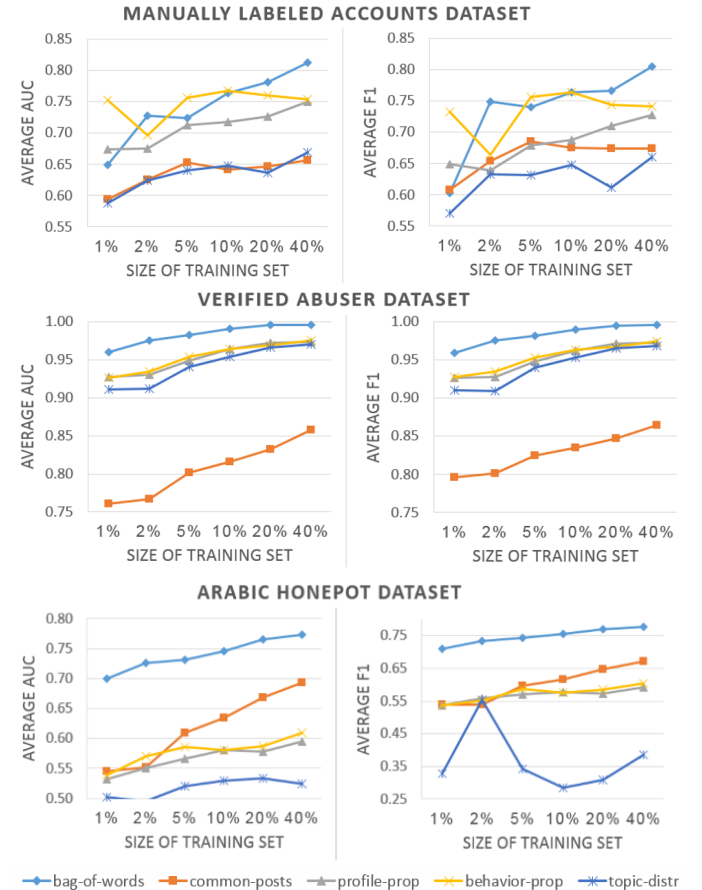 MANUALLY LABELED ACCOUNTS DATASET
AVERAGE AUC
0.85
0.80
0.75
0.70
0.65
0.60
0.55
1% 2% 5% 10% 20% 40%
SIZE OF TRAINING SET
AVERAGE F1
0.85
0.80
0.75
0.70
0.65
0.60
0.55
1% 2% 5% 10% 20% 40%
SIZE OF TRAINING SET
VERIFIED ABUSER DATASET
AVERAGE AUC
1.00
0.95
0.90
0.85
0.80
0.75
1% 2% 5% 10% 20% 40%
SIZE OF TRAINING SET
AVERAGE F1
1.00
0.95
0.90
0.85
0.80
0.75
1% 2% 5% 10% 20% 40%
SIZE OF TRAINING SET
ARABIC HONEPOT DATASET
AVERAGE AUC
0.80
0.75
0.70
0.65
0.60
0.55
0.50
1% 2% 5% 10% 20% 40%
SIZE OF TRAINING SET
AVERAGE F1
0.75
0.65
0.55
0.45
0.35
0.25
1% 2% 5% 10% 20% 40%
SIZE OF TRAINING SET
bag-of-words common-posts profile-prop behavior-prop topic-distr